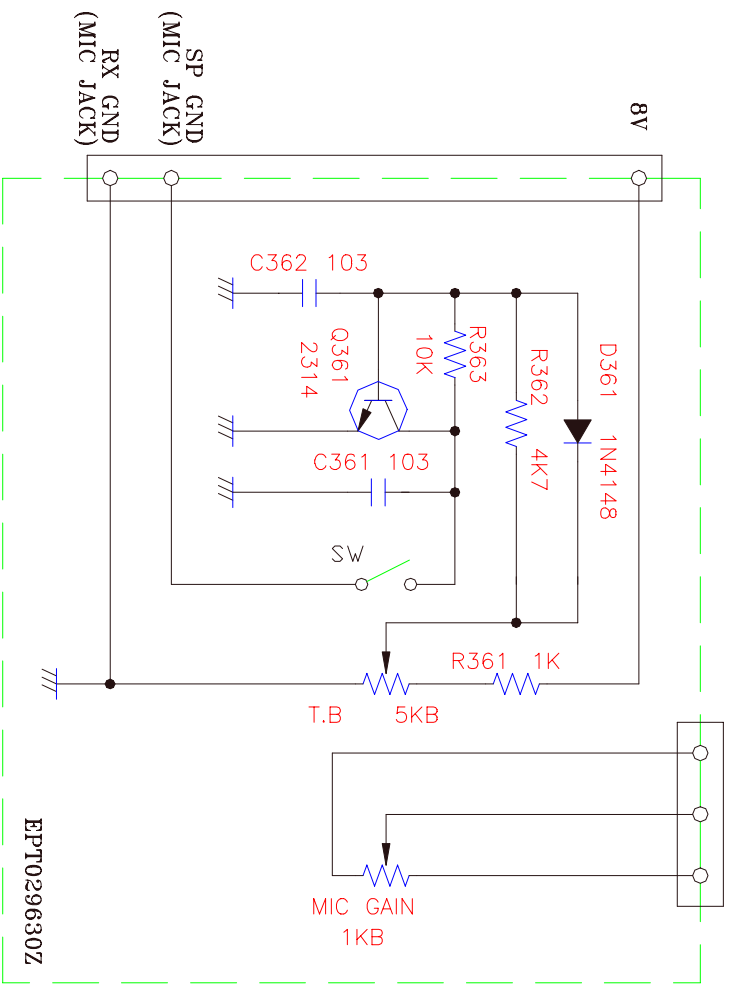 SP GND
(MIC JACK)
RX GND
(MIC JACK)
8V
C362 103
Q361
2314
R363
10K
R362
4K7
D361
1N4148
C361 103
SW
R361 1K
T.B 5KB
MIC GAIN
1KB
EPT029630Z